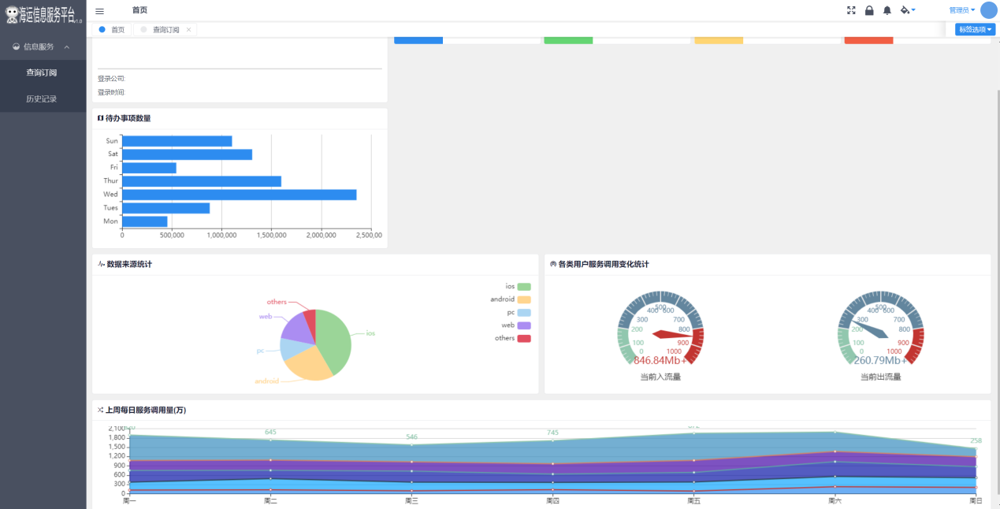 海运信息服务平台v1.0
首页
管理员
首页
查询订阅
标签选项
信息服务
查询订阅
历史记录
登录公司:
登录时间:
待办事项数量
Sun
Sat
Fri
Thur
Wed
Tues
Mon
0 500,000 1,000,000 1,500,000 2,000,000 2,500,00
数据来源统计
ios
android
pc
web
others
others
web
pc
android
ios
各类用户服务调用变化统计
0 100 200 300 400 500 600 700 800 900 1000
846.84Mb+
当前入流量
0 100 200 300 400 500 600 700 800 900 1000
260.79Mb+
当前出流量
上周每日服务调用量(万)
2,100
1,800
1,500
1,200
900
600
300
0
645 546 745 258
周一 周二 周三 周四 周五 周六 周日